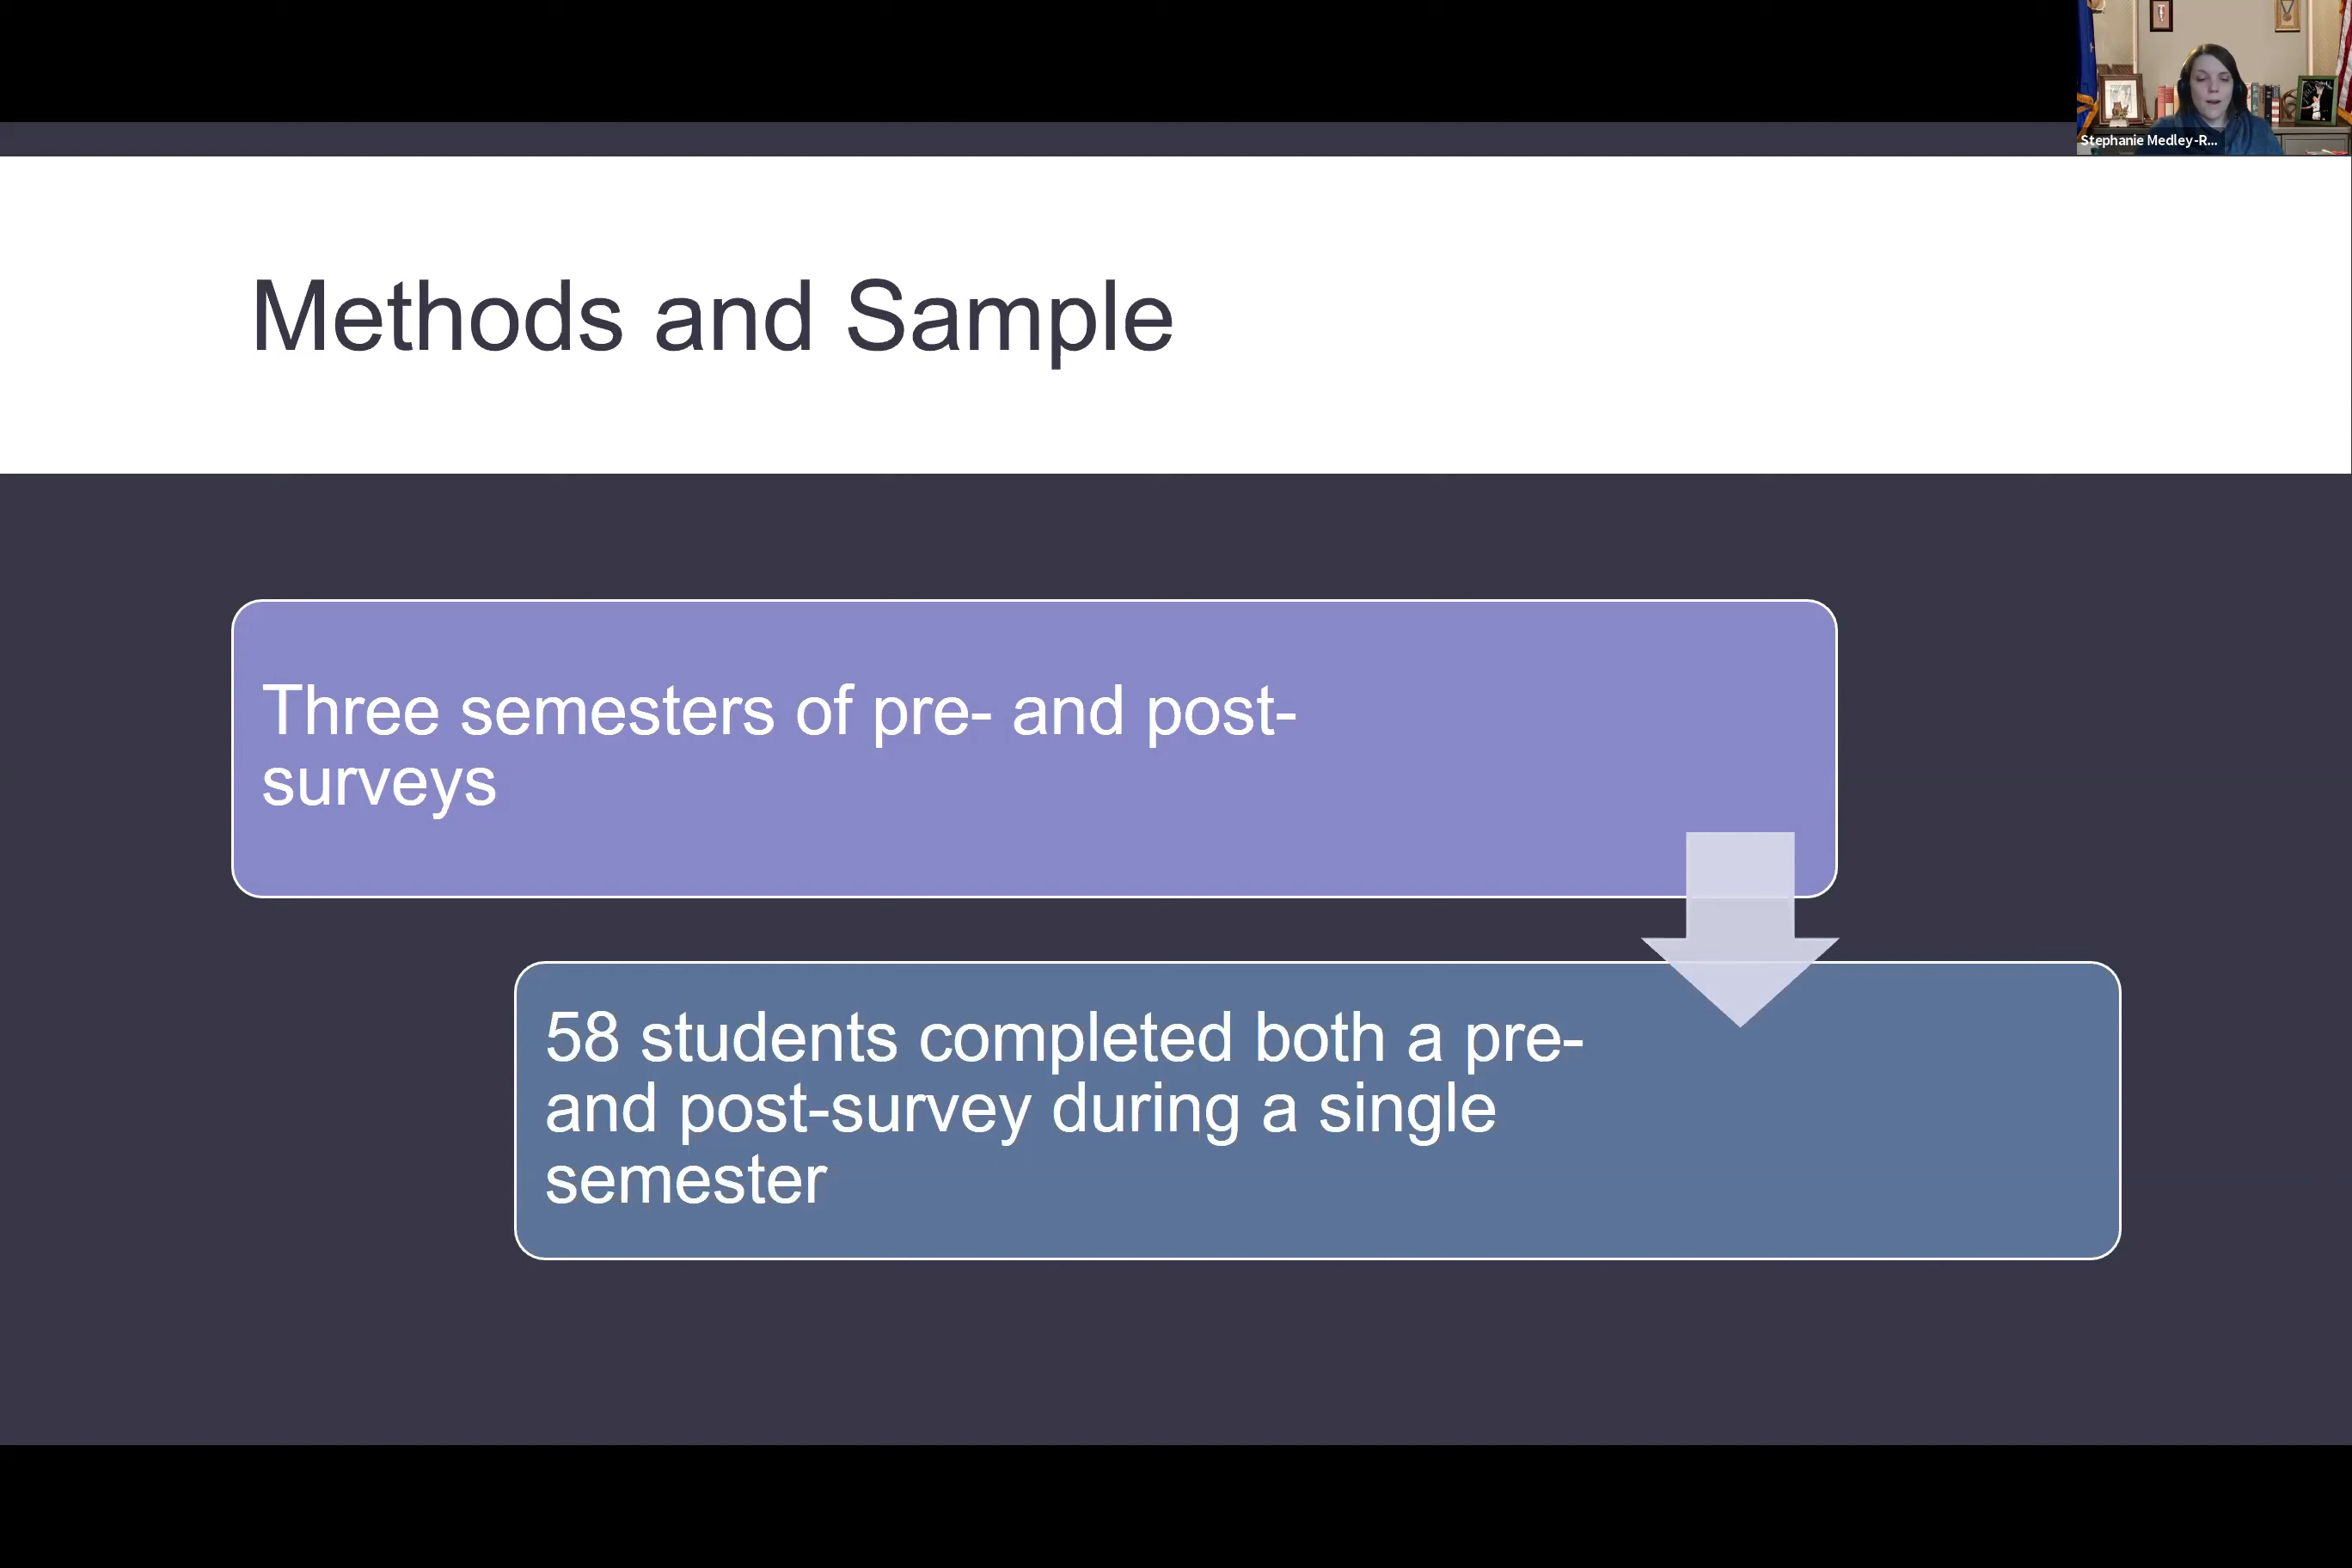 Stephanie Medley-R...
Methods and Sample
Three semesters of pre- and post-
surveys
58 students completed both a pre-
and post-survey during a single
semester